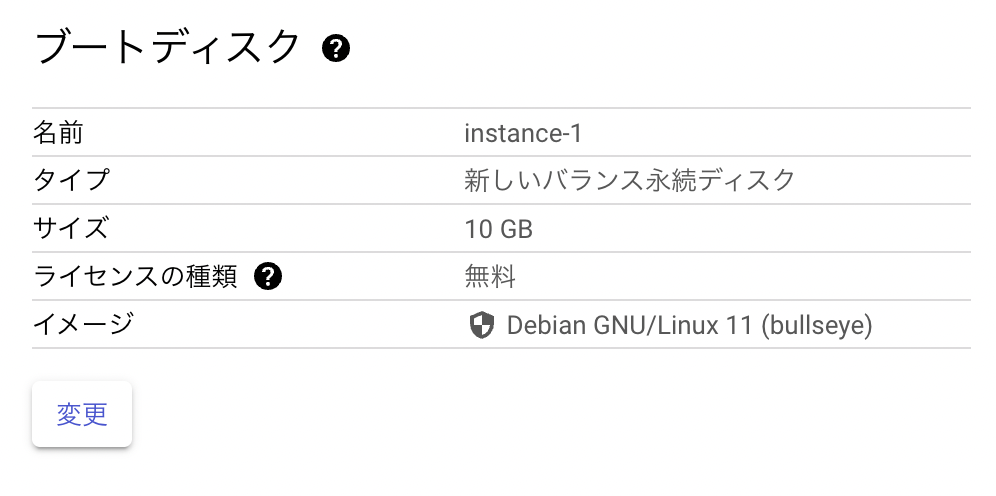 ブートディスク
名前 instance-1
タイプ 新しいバランス永続ディスク
サイズ 10 GB
ライセンスの種類 無料
イメージ Debian GNU/Linux 11 (bullseye)
変更